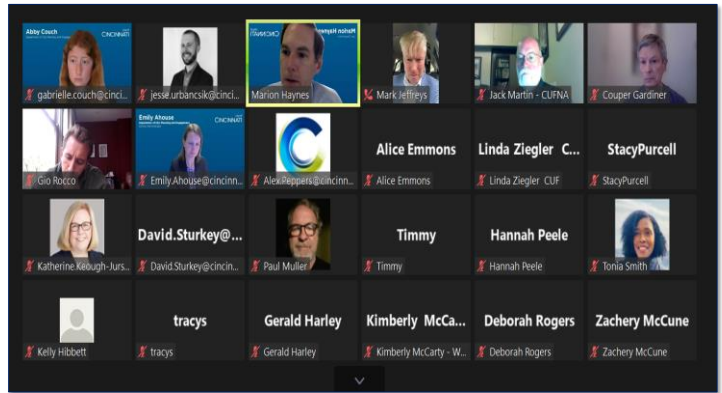 Abby Couch
CINCINNATI
gabrielle.couch@cinci...
jesse.urbancsik@cinci...
CINCINNATI
Marion Haynes
Marion Haynes
Mark Jeffreys
Jack Martin - CUFNA
Couper Gardiner
Gio Rocco
Emily Ahouse
CINCINNATI
Emily.Ahouse@cincinn...
Alex.Peppers@cincinn...
Alice Emmons
Alice Emmons
Linda Ziegler C...
Linda Ziegler CUF
StacyPurcell
StacyPurcell
Katherine Keough-Jurs...
David.Sturkey@...
David.Sturkey@cincin...
Paul Muller
Timmy
Timmy
Hannah Peele
Hannah Peele
Tonia Smith
Kelly Hibbett
tracys
tracys
Gerald Harley
Gerald Harley
Kimberly McCa...
Kimberly McCarty - W...
Deborah Rogers
Deborah Rogers
Zachery McCune
Zachery McCune